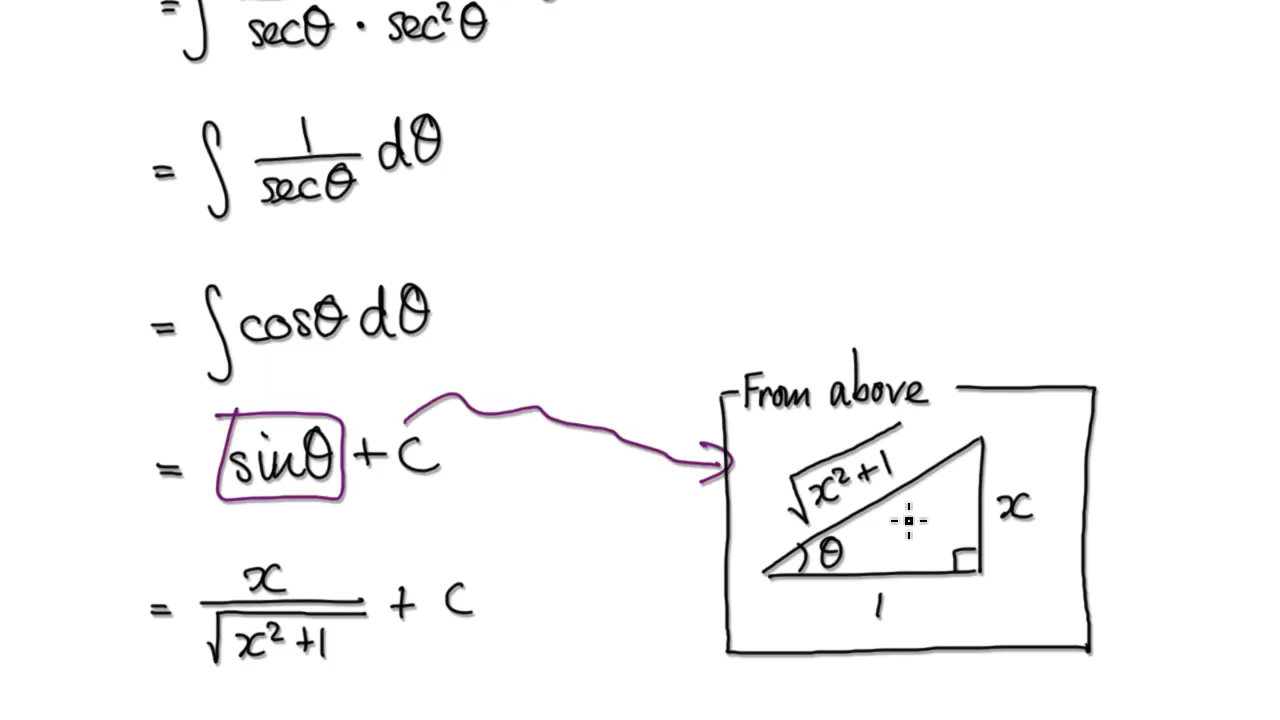 = ∫ secθ · sec²θ
= ∫ 1/secθ dθ
= ∫ cosθ dθ
= sinθ + c
= x/√(x²+1) + c
From above
√(x²+1)
x
θ
1